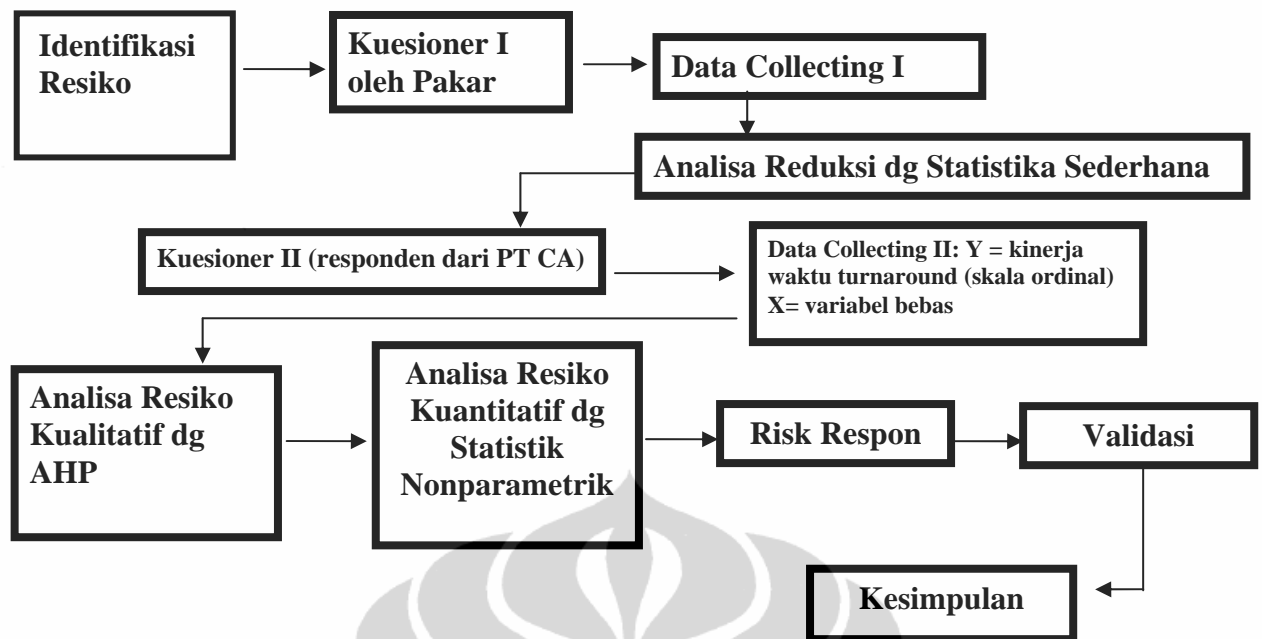 Identifikasi
Resiko
Kuesioner I
oleh Pakar
Data Collecting I
Analisa Reduksi dg Statistika Sederhana
Kuesioner II (responden dari PT CA)
Data Collecting II: Y = kinerja
waktu turnaround (skala ordinal)
X= variabel bebas
Analisa Resiko
Kualitatif dg
AHP
Analisa Resiko
Kuantitatif dg
Statistik
Nonparametrik
Risk Respon
Validasi
Kesimpulan